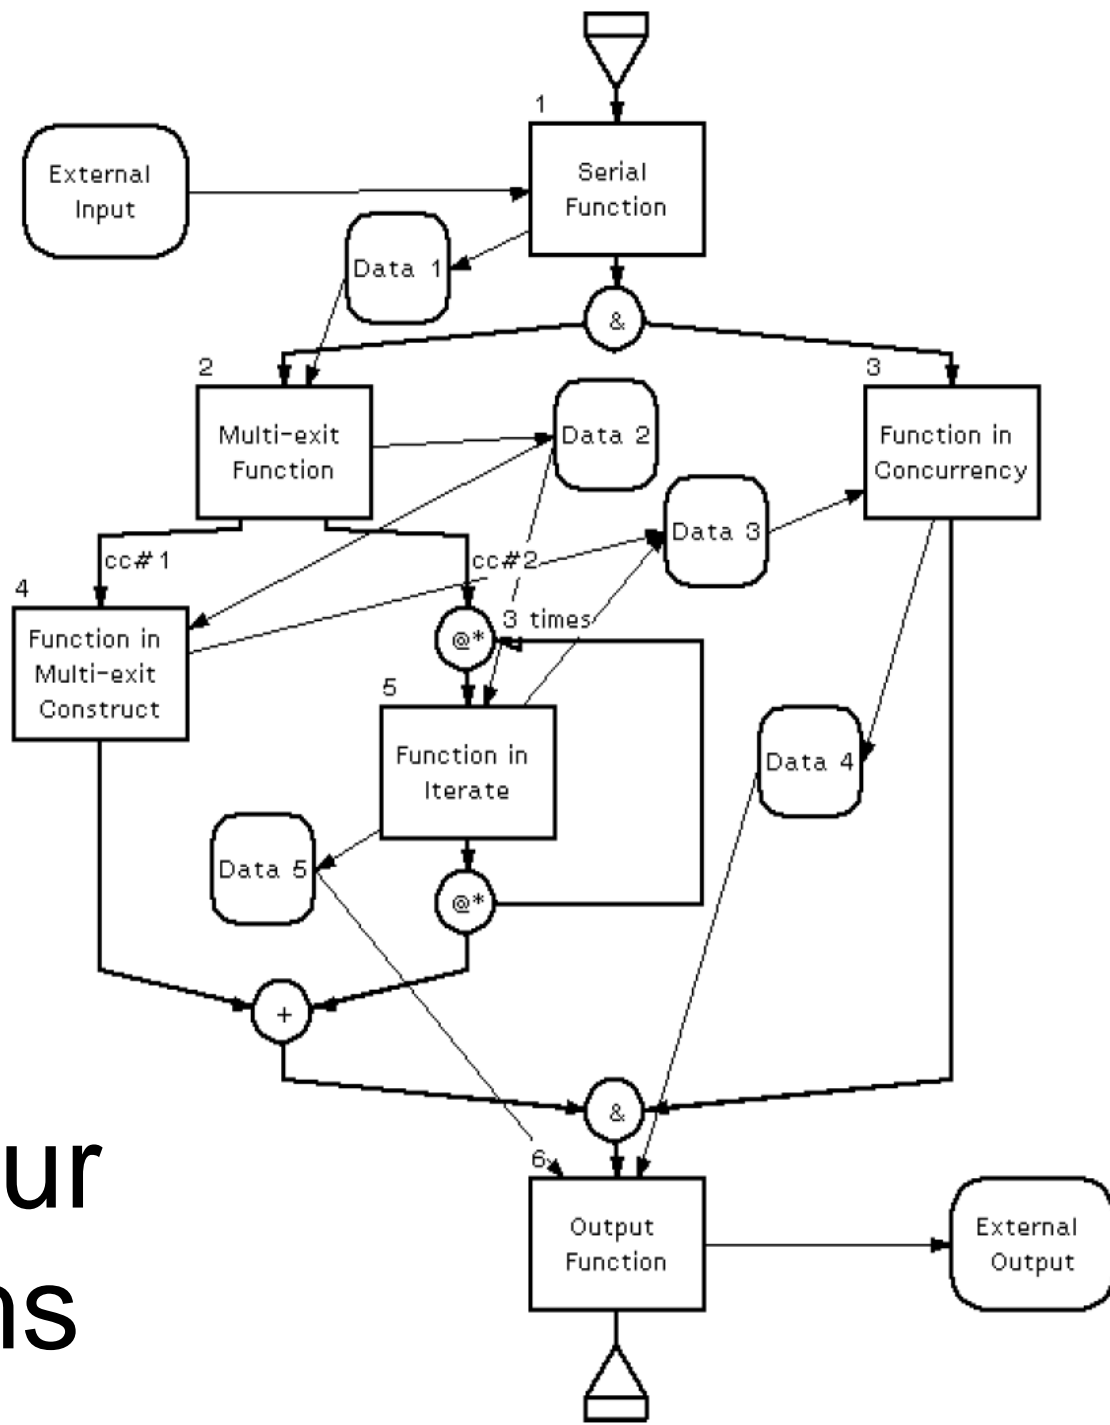 1
External
Input
Serial
Function
Data 1
&
2
3
Multi-exit
Function
Data 2
Function in
Concurrency
Data 3
cc#1
cc#2
4
Function in
Multi-exit
Construct
3 times
@*
5
Function in
Iterate
Data 4
Data 5
@*
+
&
ur
ns
6
Output
Function
External
Output